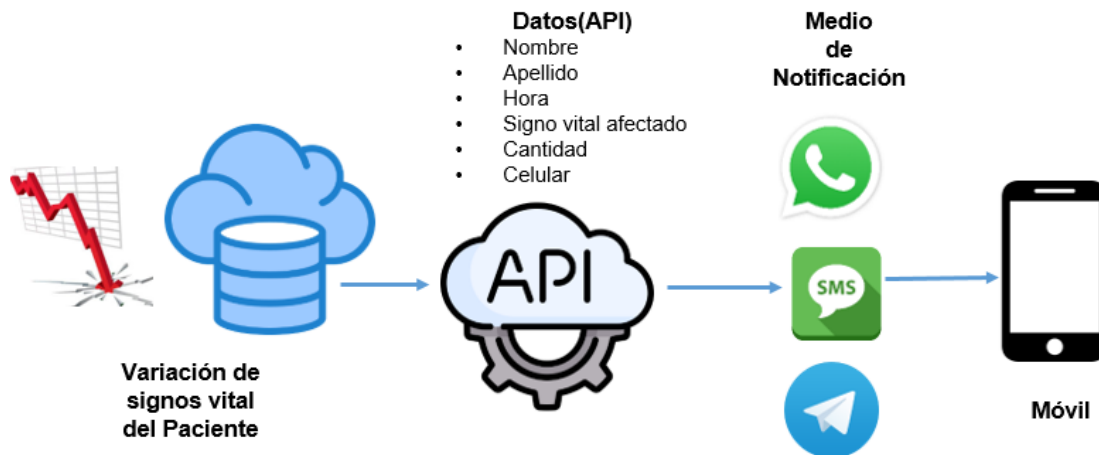 Datos(API)
• Nombre
• Apellido
• Hora
• Signo vital afectado
• Cantidad
• Celular
Medio
de
Notificación
API
SMS
Variación de
signos vital
del Paciente
Móvil